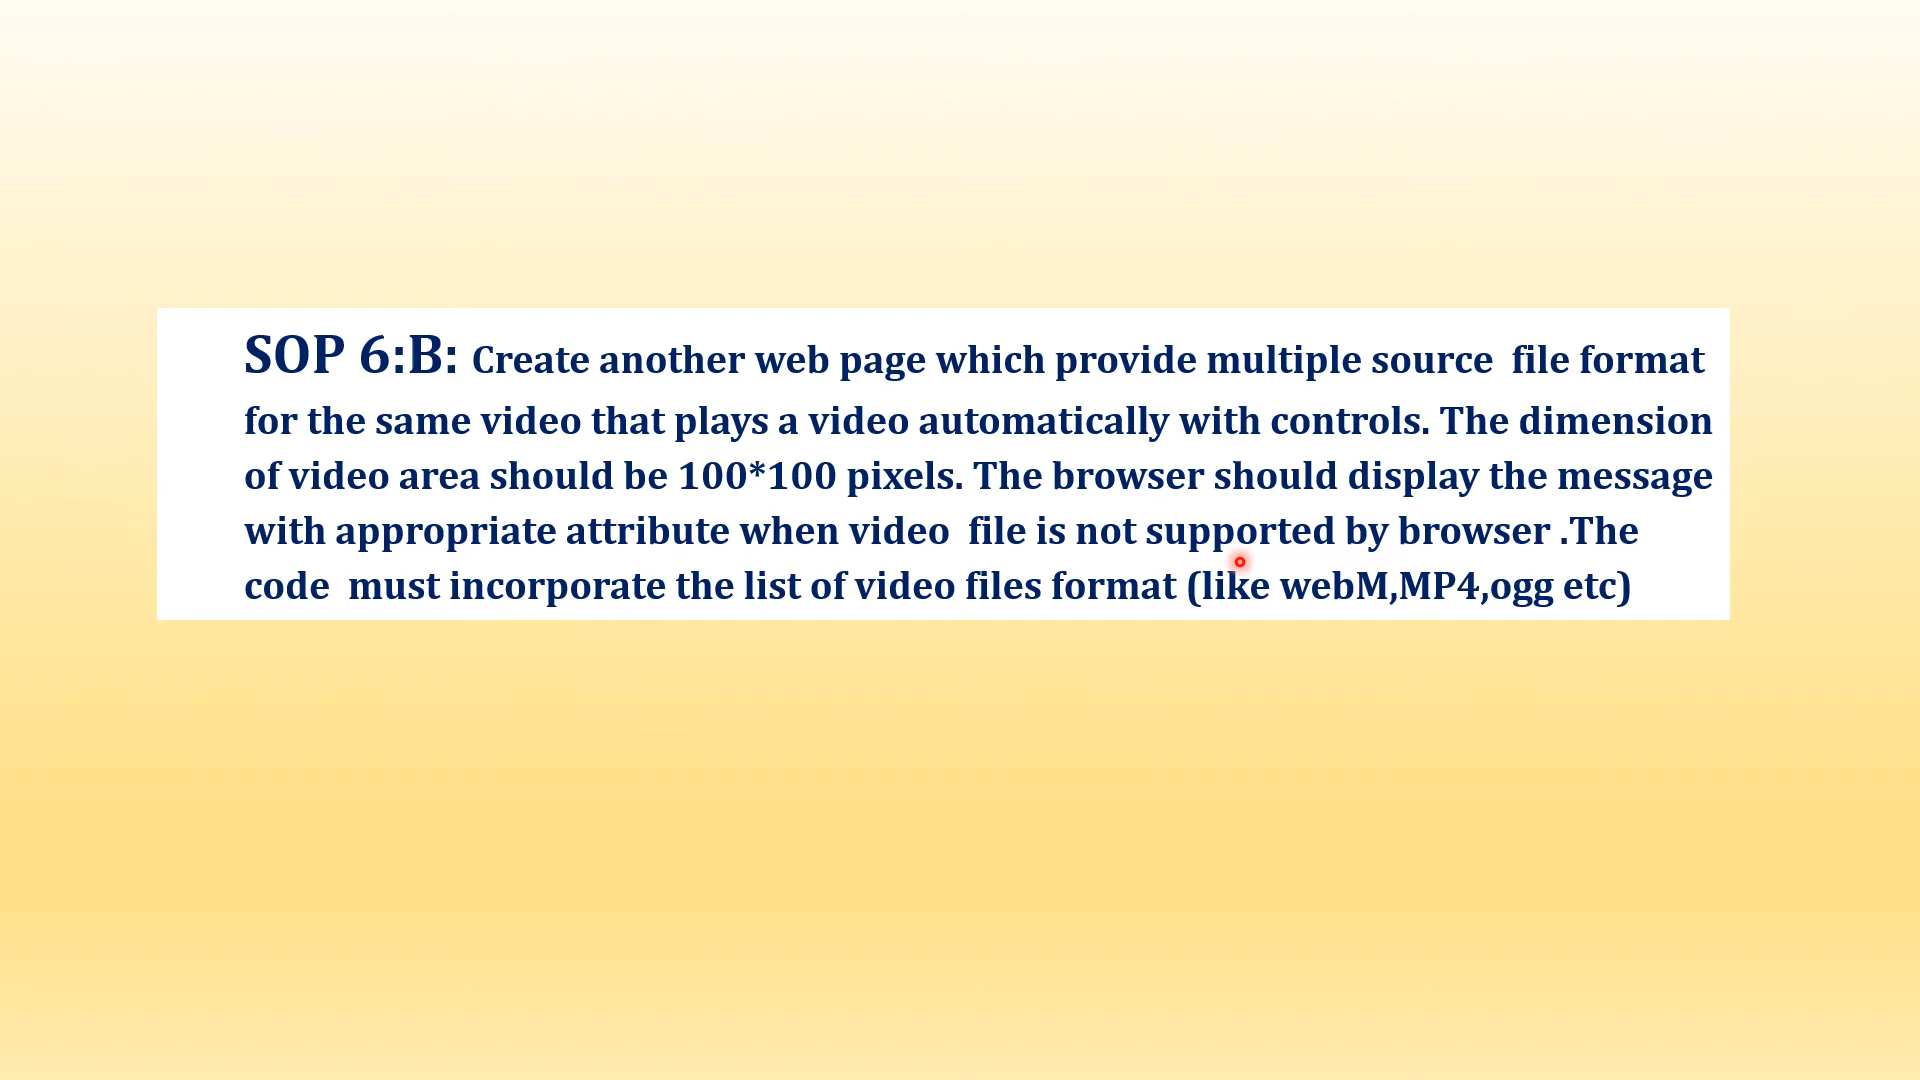 SOP 6:B: Create another web page which provide multiple source file format
for the same video that plays a video automatically with controls. The dimension
of video area should be 100*100 pixels. The browser should display the message
with appropriate attribute when video file is not supported by browser .The
code must incorporate the list of video files format (like webM,MP4,ogg etc)